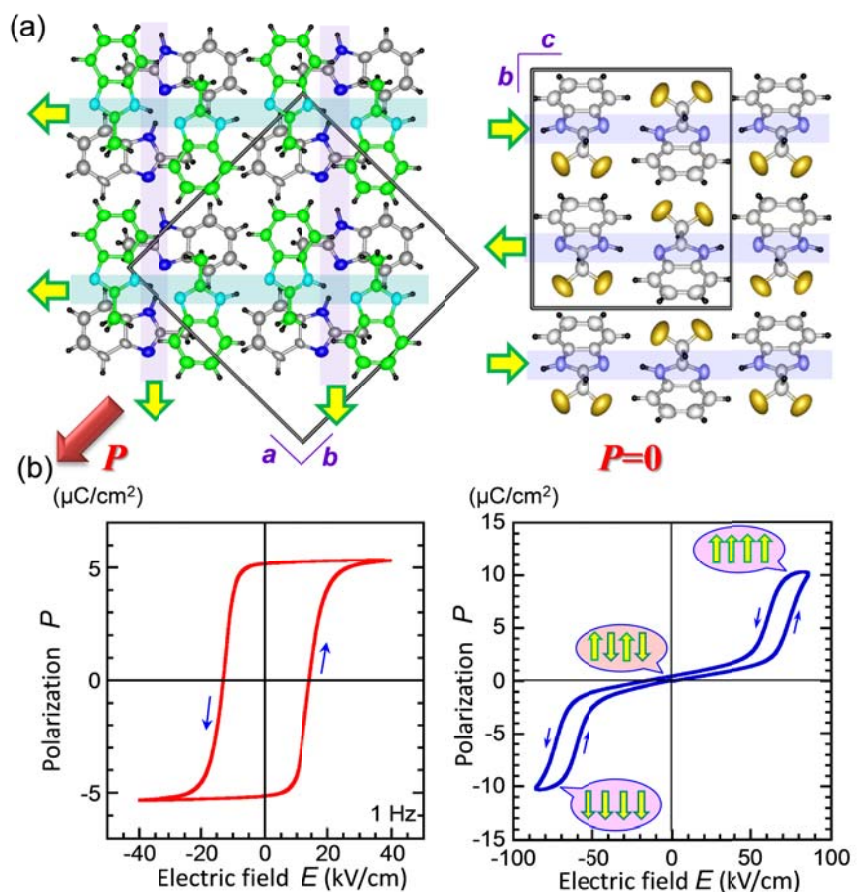 (a)
c
b
a
b
P
P=0
(b)
(µC/cm²)
5
0
-5
-40
-20
0
20
40
1 Hz
Polarization P
Electric field E (kV/cm)
(µC/cm²)
15
10
5
0
-5
-10
-15
-100
-50
0
50
100
Polarization P
Electric field E (kV/cm)